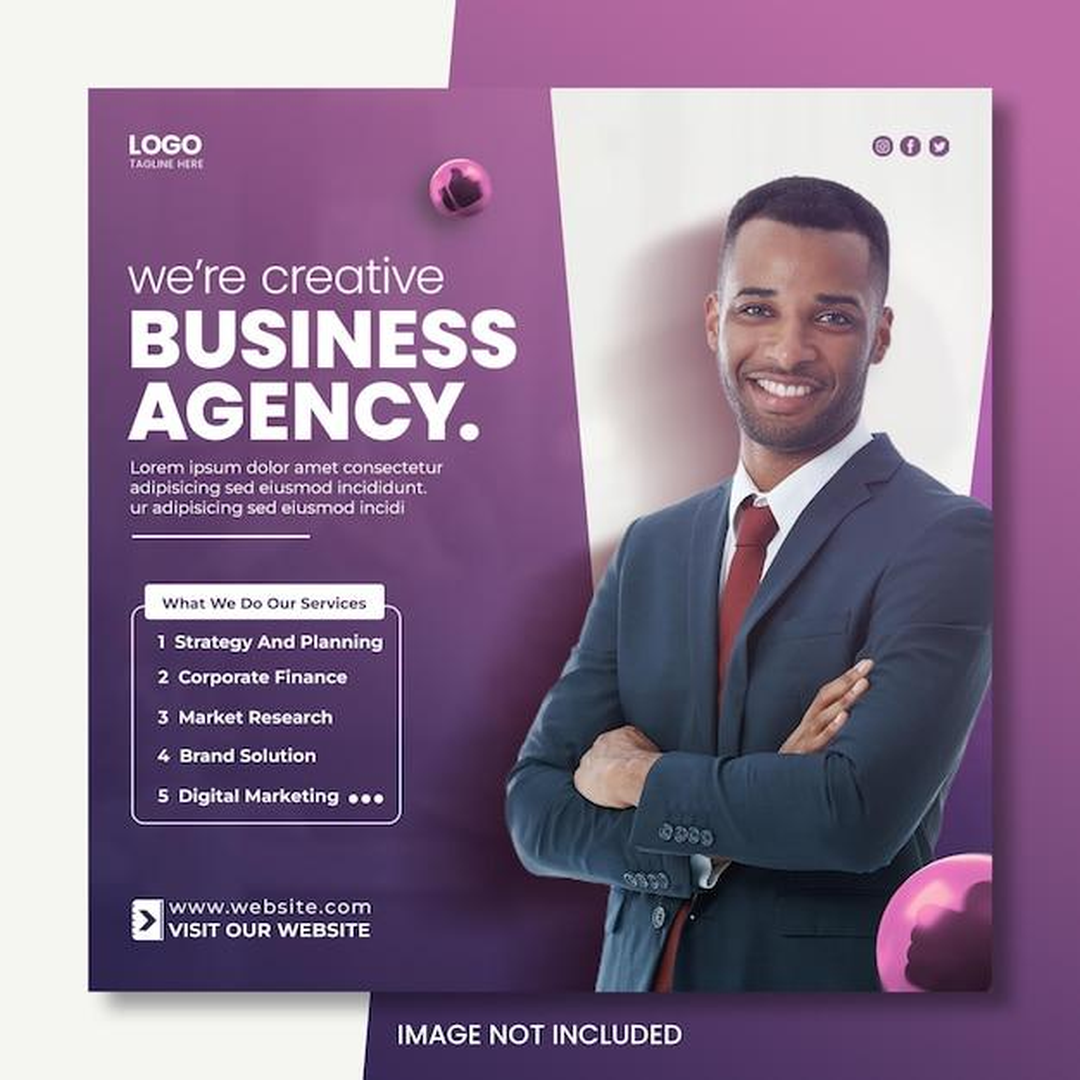 LOGO
TAGLINE HERE
we're creative
BUSINESS
AGENCY.
Lorem ipsum dolor amet consectetur
adipisicing sed eiusmod incididunt.
ur adipisicing sed eiusmod incidi
What We Do Our Services
1 Strategy And Planning
2 Corporate Finance
3 Market Research
4 Brand Solution
5 Digital Marketing •••
www.website.com
VISIT OUR WEBSITE
IMAGE NOT INCLUDED